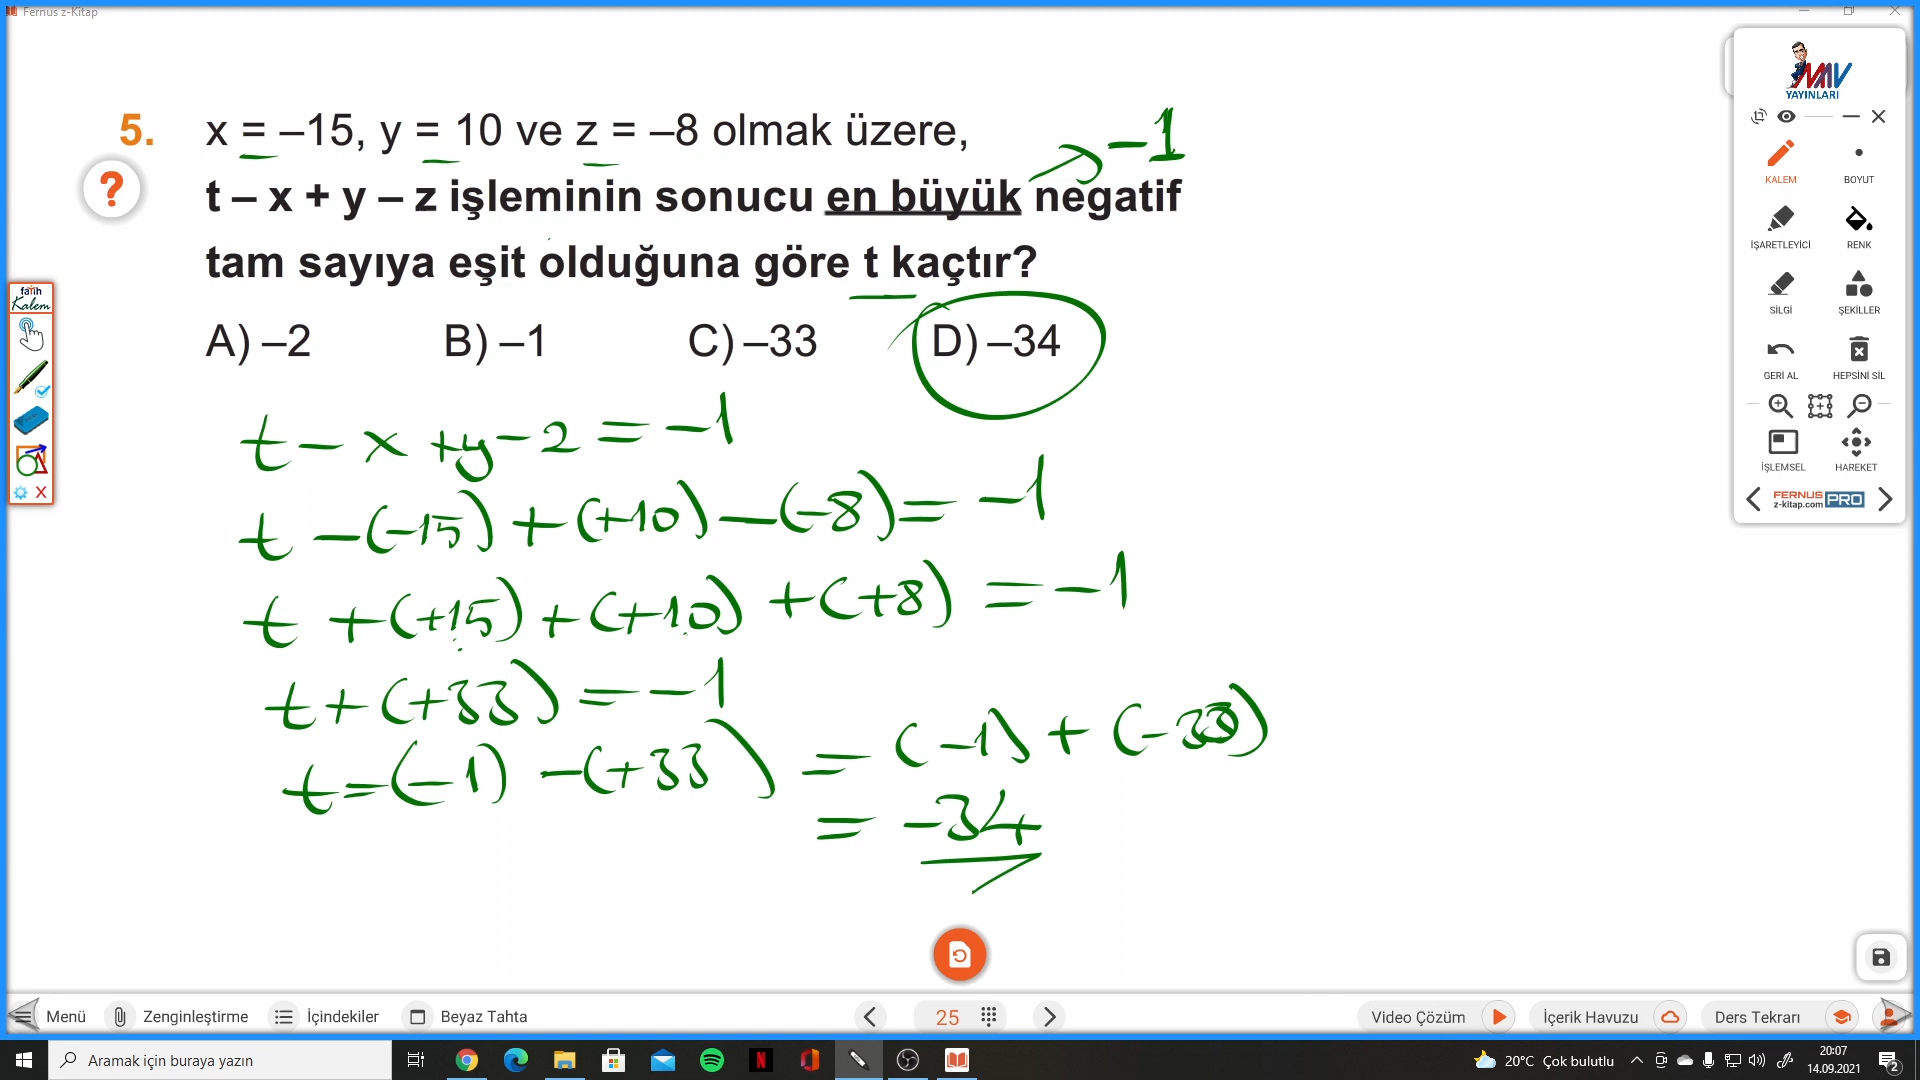 Fernus z-Kitap
5. x = –15, y = 10 ve z = –8 olmak üzere,
–1
t – x + y – z işleminin sonucu en büyük negatif
tam sayıya eşit olduğuna göre t kaçtır?
A) –2 B) –1 C) –33 D) –34
t – x + y – 2 = –1
t – (–15) + (+10) – (–8) = –1
t + (+15) + (+10) + (+8) = –1
t + (+33) = –1
t = (–1) – (+33) = (–1) + (–33)
= –34
fatih
Kalem
MAV
YAYINLARI
KALEM BOYUT
İŞARETLEYİCİ RENK
SİLGİ ŞEKİLLER
GERİ AL HEPSİNİ SİL
İŞLEMSEL HAREKET
FERNUS PRO
z-kitap.com
Menü Zenginleştirme İçindekiler Beyaz Tahta 25 Video Çözüm İçerik Havuzu Ders Tekrarı
Aramak için buraya yazın 20°C Çok bulutlu 20:07
14.09.2021 2